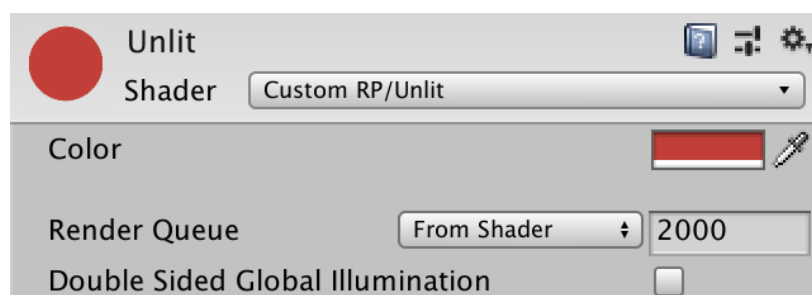 Unlit
Shader Custom RP/Unlit
Color
Render Queue From Shader 2000
Double Sided Global Illumination